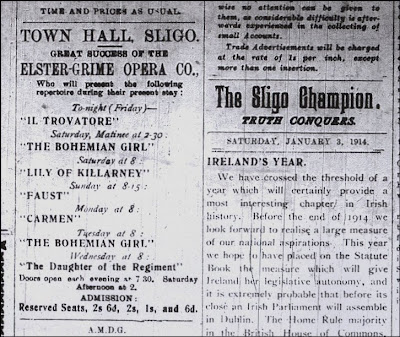 TIME AND PRICES AS USUAL.
TOWN HALL, SLIGO.
GREAT SUCCESS OF THE
ELSTER-GRIME OPERA CO.,
Who will present the following
repertoire during their present stay:
To-night (Friday)—
"IL TROVATORE"
Saturday, Matinee at 2-30:
"THE BOHEMIAN GIRL"
Saturday at 8:
"LILY OF KILLARNEY"
Sunday at 8-15:
"FAUST"
Monday at 8:
"CARMEN"
Tuesday at 8:
"THE BOHEMIAN GIRL"
Wednesday at 8:
"The Daughter of the Regiment"
Doors open each evening at 7 30. Saturday
Afternoon at 2.
ADMISSION:
Reserved Seats, 2s 6d, 2s, 1s, and 6d.
A.M.D.G.
wise no attention can be given to
them, as considerable difficulty is after-
wards experienced in the collecting of
small Accounts.
Trade Advertisements will be charged
at the rate of 1s per inch, except
more than one insertion.
The Sligo Champion.
TRUTH CONQUERS.
SATURDAY, JANUARY 3, 1914.
IRELAND'S YEAR.
We have crossed the threshold of a
year which will certainly provide a
most interesting chapter in Irish
history. Before the end of 1914 we
look forward to realise a large measure
of our national aspirations. This year
we hope to have placed on the Statute
Book the measure which will give
Ireland her legislative autonomy, and
it is extremely probable that before its
close an Irish Parliament will assemble
in Dublin. The Home Rule majority
in the British House of Commons,